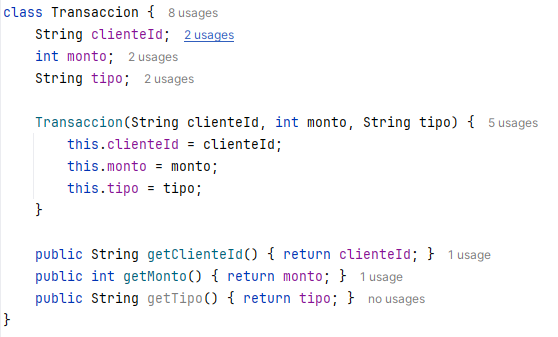 class Transaccion {  8 usages
    String clienteId;  2 usages
    int monto;  2 usages
    String tipo;  2 usages

    Transaccion(String clienteId, int monto, String tipo) {  5 usages
        this.clienteId = clienteId;
        this.monto = monto;
        this.tipo = tipo;
    }

    public String getClienteId() { return clienteId; }  1 usage
    public int getMonto() { return monto; }  1 usage
    public String getTipo() { return tipo; }  no usages
}